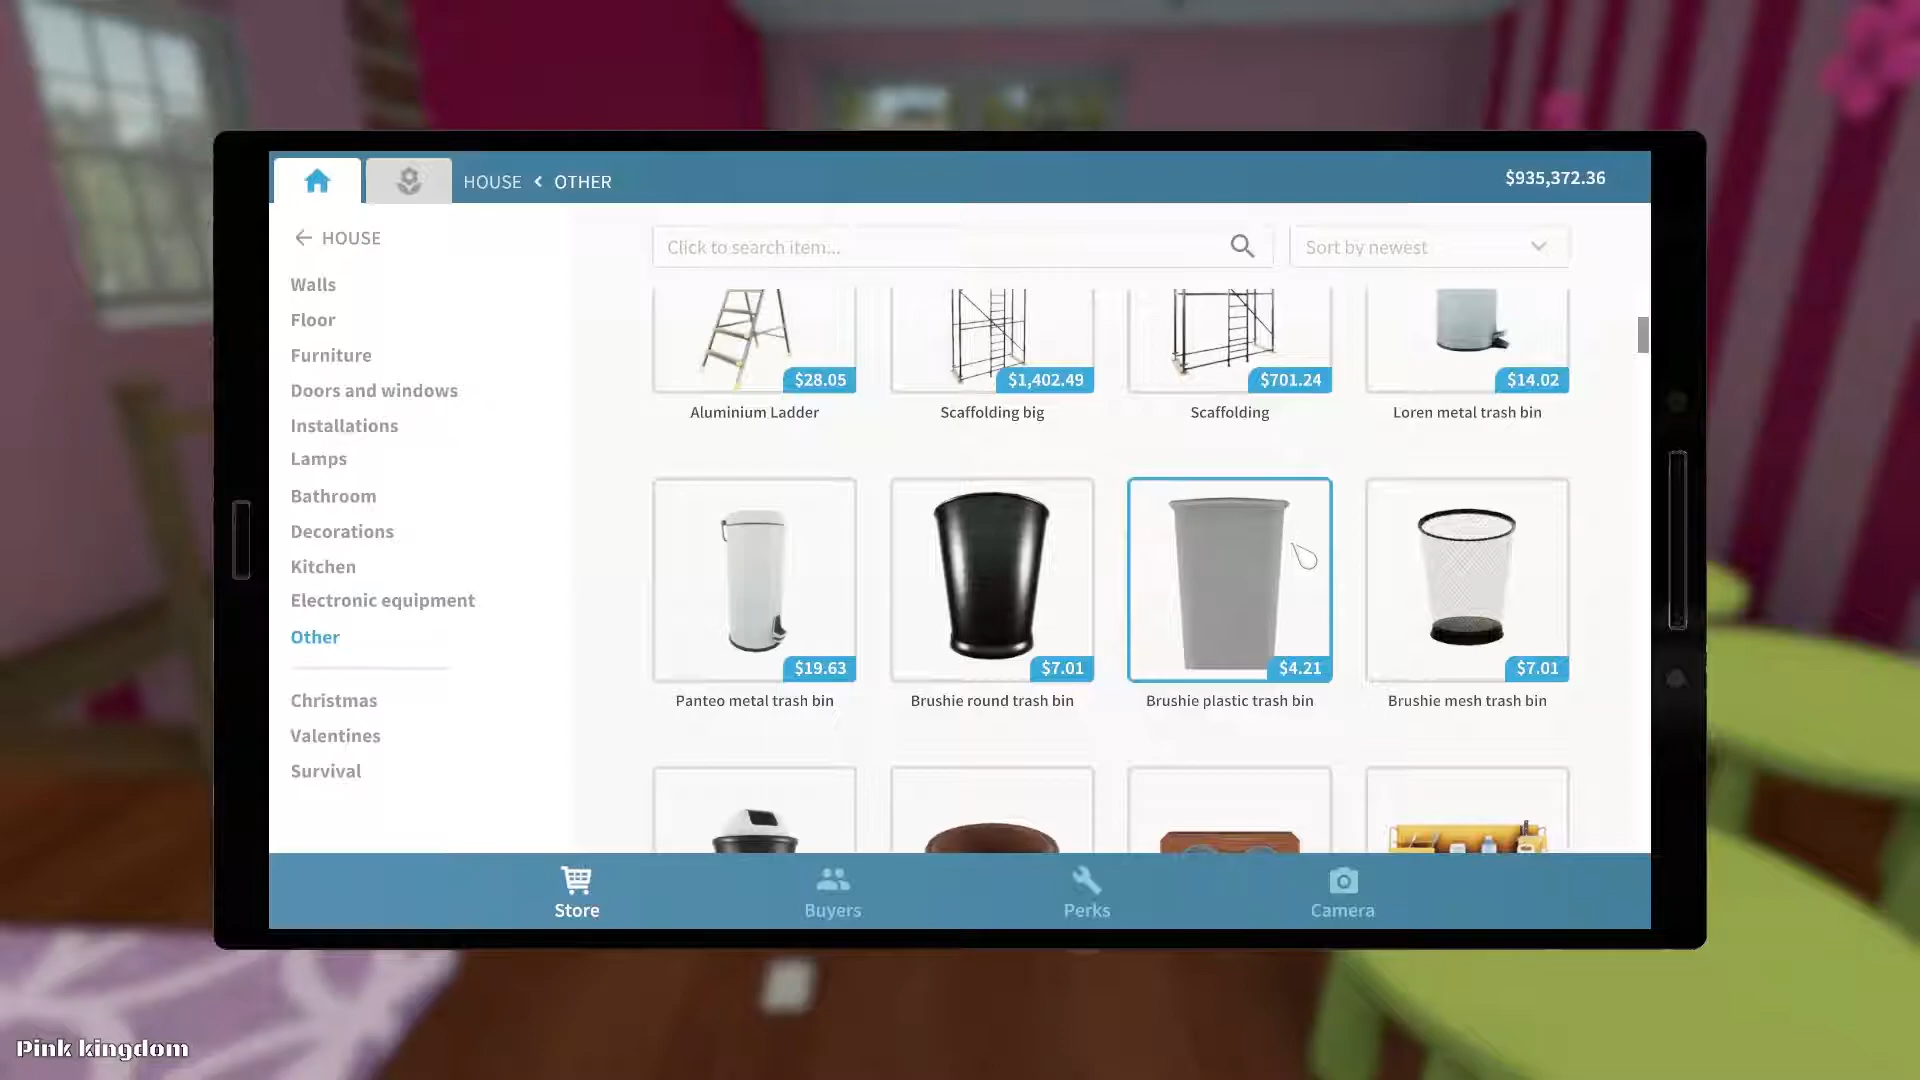 HOUSE < OTHER
$935,372.36
← HOUSE
Click to search item...
Sort by newest
Walls
Floor
Furniture
Doors and windows
Installations
Lamps
Bathroom
Decorations
Kitchen
Electronic equipment
Other
Christmas
Valentines
Survival
$28.05
$1,402.49
$701.24
$14.02
Aluminium Ladder
Scaffolding big
Scaffolding
Loren metal trash bin
$19.63
$7.01
$4.21
$7.01
Panteo metal trash bin
Brushie round trash bin
Brushie plastic trash bin
Brushie mesh trash bin
Store
Buyers
Perks
Camera
Pink kingdom